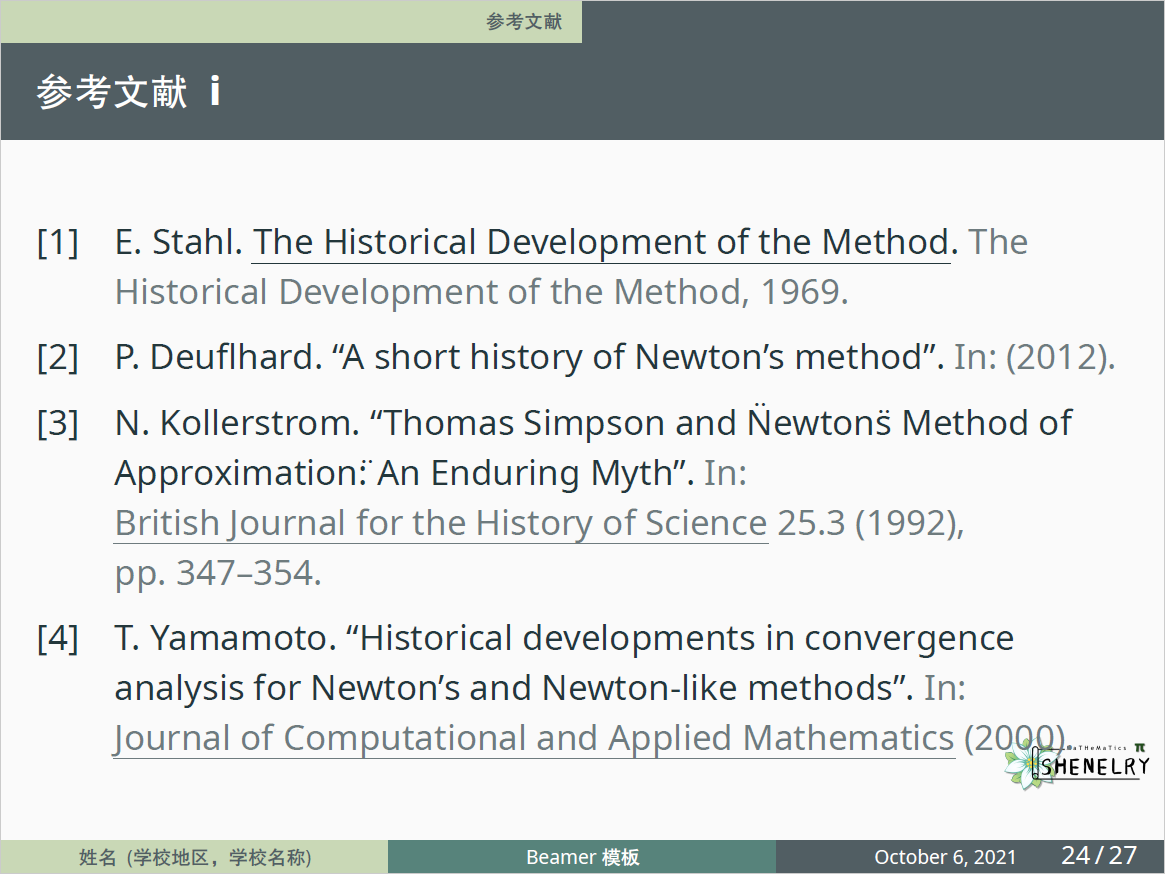 参考文献
参考文献 i
[1] E. Stahl. The Historical Development of the Method. The
Historical Development of the Method, 1969.
[2] P. Deuflhard. “A short history of Newton’s method”. In: (2012).
[3] N. Kollerstrom. “Thomas Simpson and N̈ewtons̈ Method of
Approximation:̈ An Enduring Myth”. In:
British Journal for the History of Science 25.3 (1992),
pp. 347–354.
[4] T. Yamamoto. “Historical developments in convergence
analysis for Newton’s and Newton-like methods”. In:
Journal of Computational and Applied Mathematics (2000)
MaTHeMaTics π
SHENELRY
姓名 (学校地区，学校名称)
Beamer 模板
October 6, 2021
24 / 27